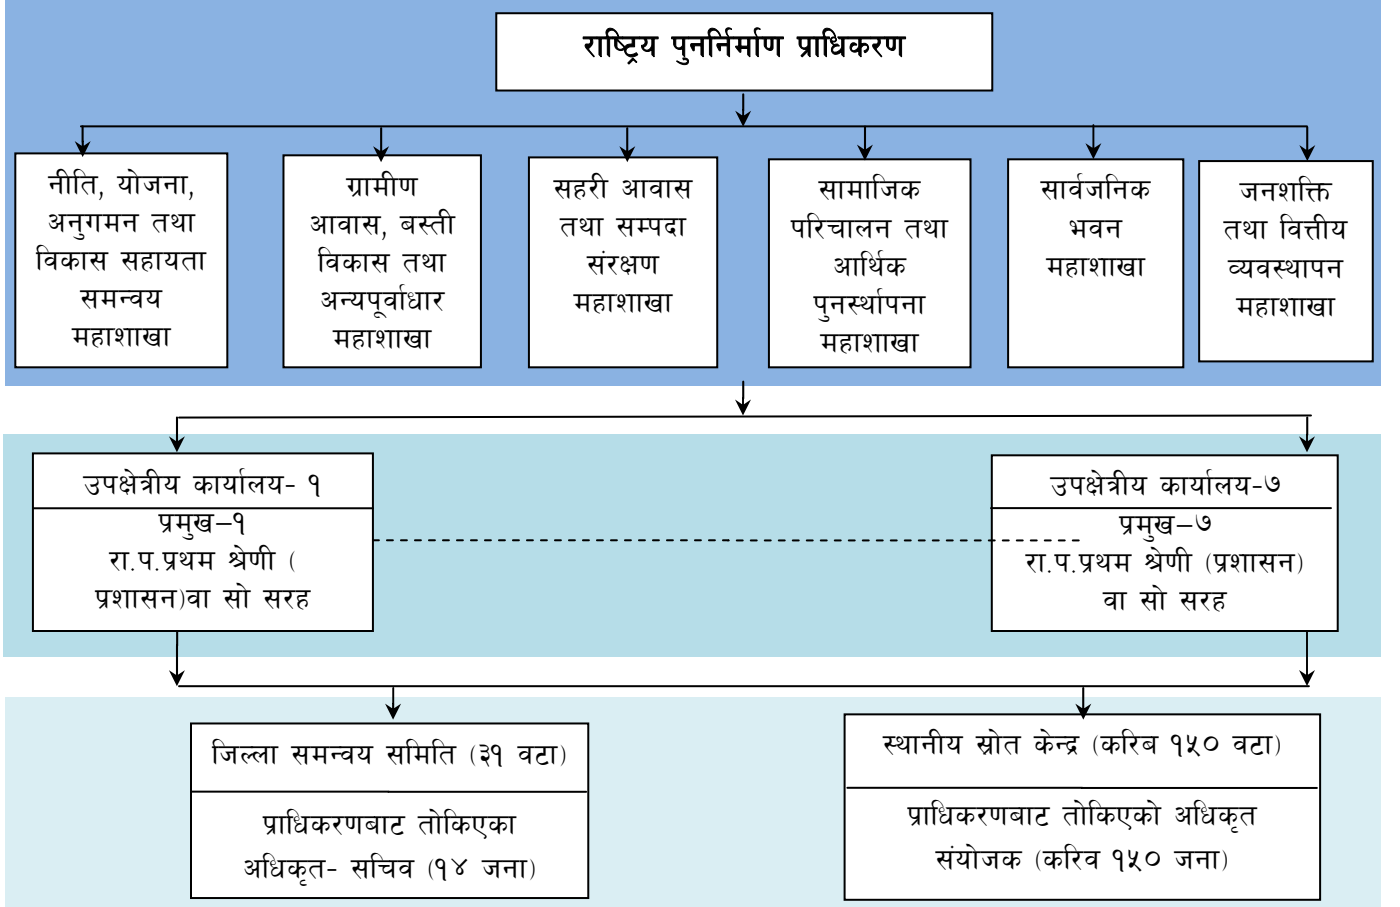 राष्ट्रिय पुनर्निर्माण प्राधिकरण
नीति, योजना,
अनुगमन तथा
विकास सहायता
समन्वय
महाशाखा
ग्रामीण
आवास, बस्ती
विकास तथा
अन्यपूर्वाधार
महाशाखा
सहरी आवास
तथा सम्पदा
संरक्षण
महाशाखा
सामाजिक
परिचालन तथा
आर्थिक
पुनर्स्थापना
महाशाखा
सार्वजनिक
भवन
महाशाखा
जनशक्ति
तथा वित्तीय
व्यवस्थापन
महाशाखा
उपक्षेत्रीय कार्यालय- १
प्रमुख–१
रा.प.प्रथम श्रेणी (
प्रशासन)वा सो सरह
उपक्षेत्रीय कार्यालय-७
प्रमुख–७
रा.प.प्रथम श्रेणी (प्रशासन)
वा सो सरह
जिल्ला समन्वय समिति (३१ वटा)
प्राधिकरणबाट तोकिएका
अधिकृत- सचिव (१४ जना)
स्थानीय स्रोत केन्द्र (करिब १५० वटा)
प्राधिकरणबाट तोकिएको अधिकृत
संयोजक (करिव १५० जना)